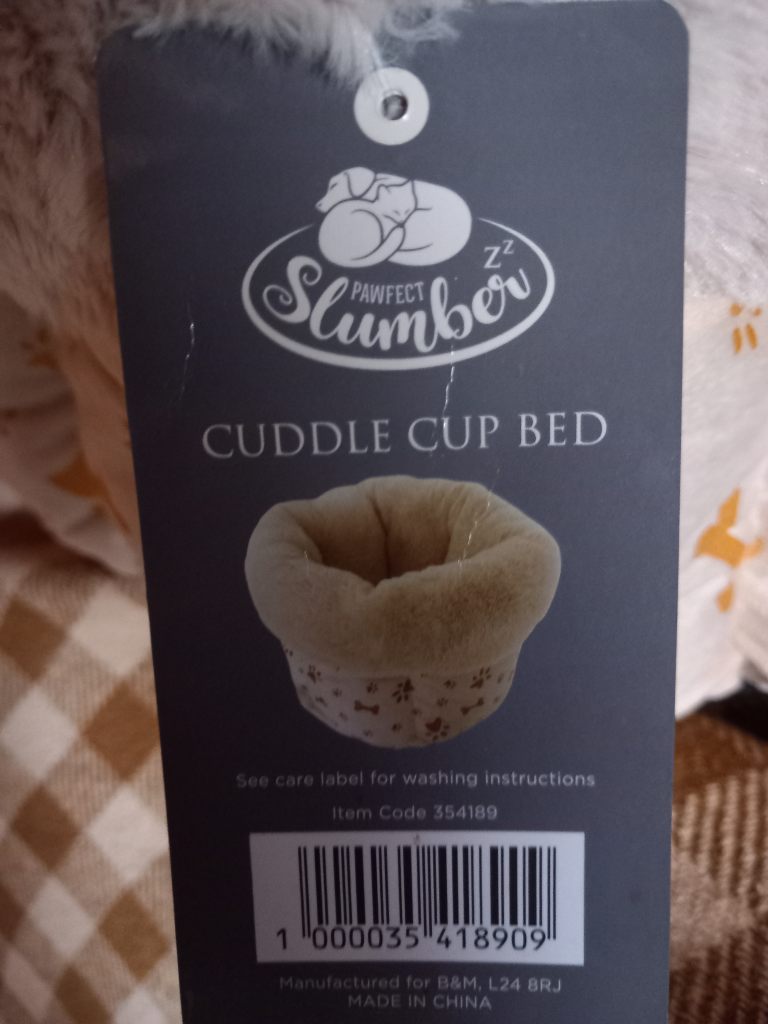 zz
PAWFECT
Slumber
CUDDLE CUP BED
See care label for washing instructions
Item Code 354189
1 000035 418909
Manufactured for B&M, L24 8RJ
MADE IN CHINA